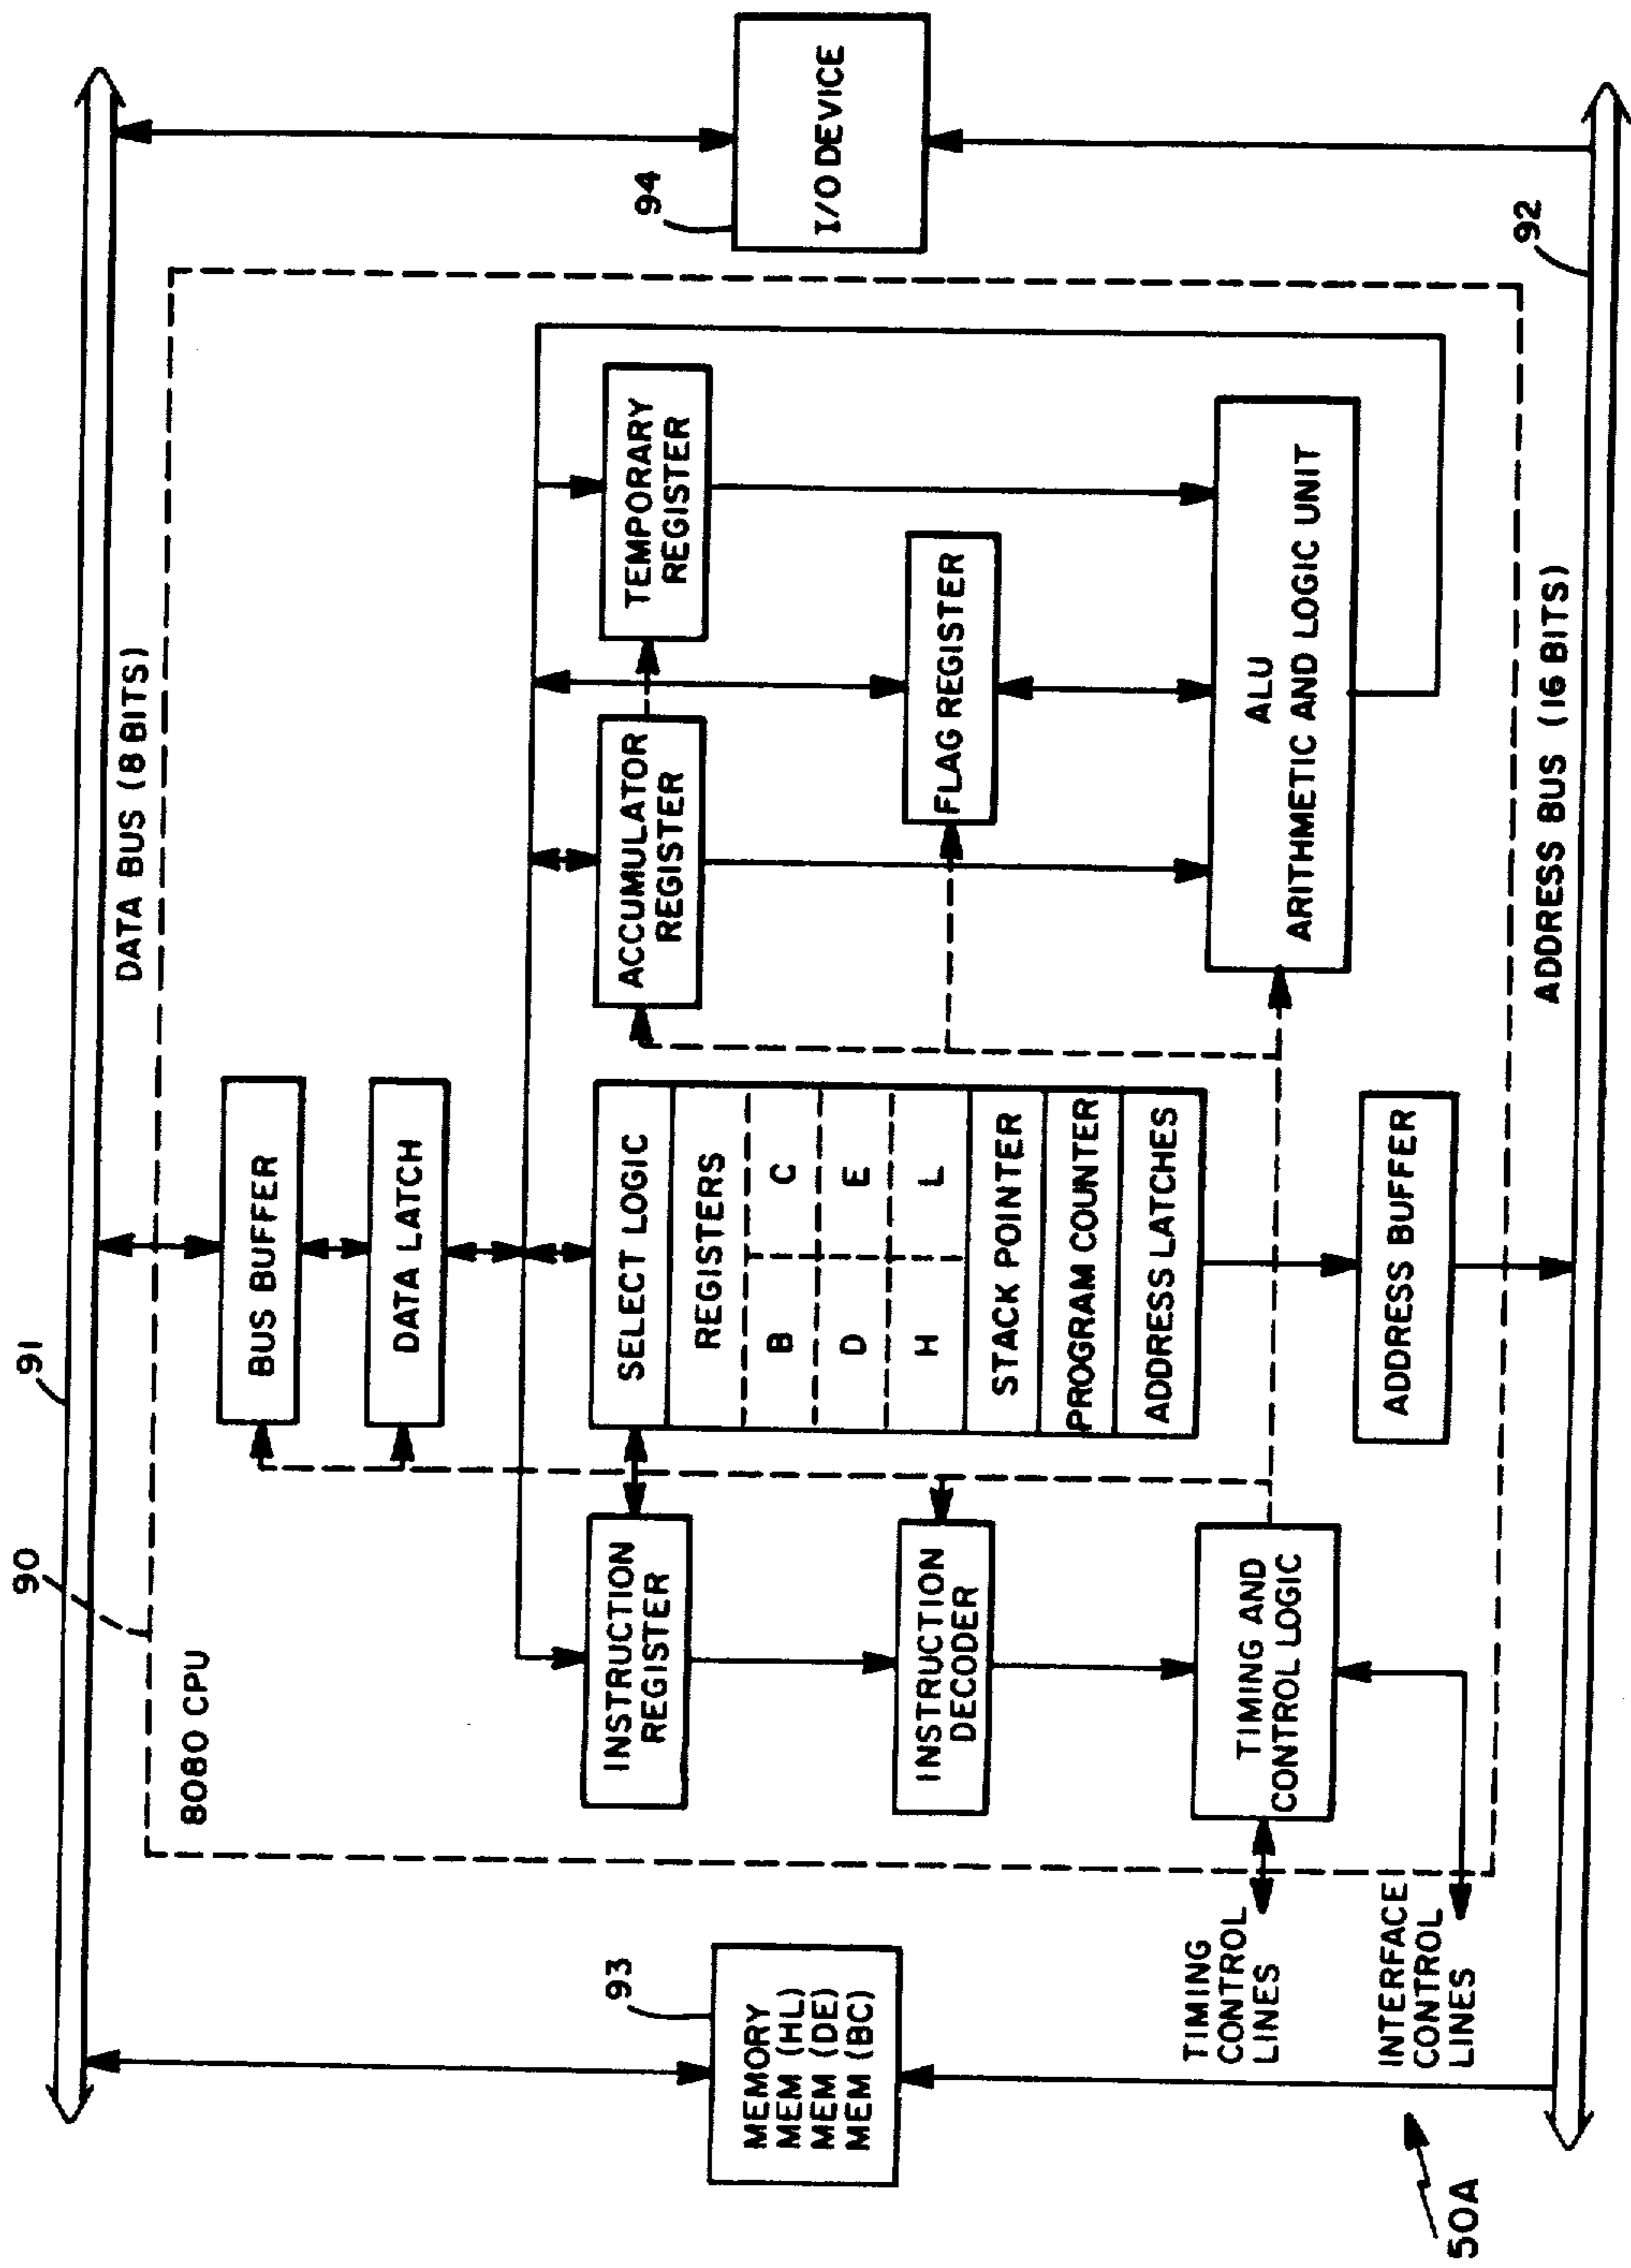 91
90
DATA BUS (8 BITS)
8080 CPU
BUS BUFFER
DATA LATCH
94
I/O DEVICE
93
MEMORY
MEM (HL)
MEM (DE)
MEM (BC)
INSTRUCTION
REGISTER
SELECT LOGIC
REGISTERS
B C
D E
H L
STACK POINTER
PROGRAM COUNTER
ADDRESS LATCHES
ACCUMULATOR
REGISTER
TEMPORARY
REGISTER
FLAG REGISTER
INSTRUCTION
DECODER
TIMING AND
CONTROL LOGIC
ALU
ARITHMETIC AND LOGIC UNIT
TIMING
CONTROL
LINES
INTERFACE
CONTROL
LINES
ADDRESS BUFFER
ADDRESS BUS (16 BITS)
92
50A